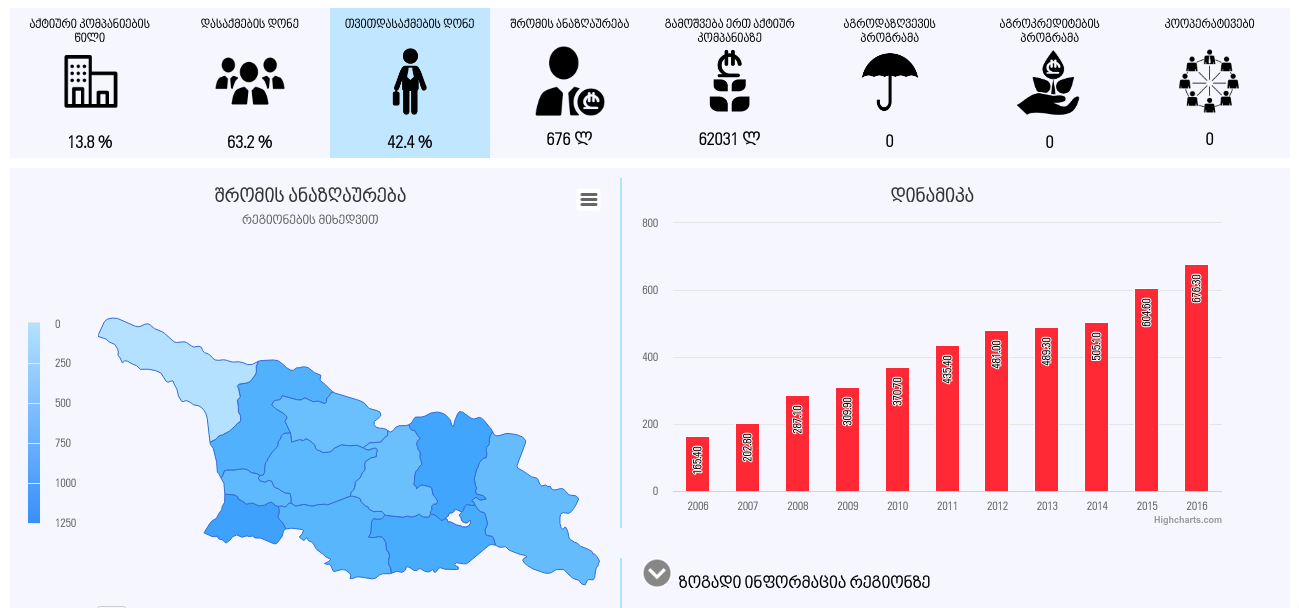 აქტიური კომპანიების
წილი
13.8 %
დასაქმების დონე
63.2 %
თვითდასაქმების დონე
42.4 %
შრომის ანაზღაურება
676 ლ
გამოშვება ერთ აქტიურ
კომპანიაზე
62031 ლ
აგროდაზღვევის
პროგრამა
0
აგროკრედიტების
პროგრამა
0
კოოპერატივები
0
შრომის ანაზღაურება
რეგიონების მიხედვით
0
250
500
750
1000
1250
დინამიკა
800
600
400
200
0
165.40
202.80
287.10
309.90
370.70
435.40
481.00
489.30
505.10
604.60
676.30
2006
2007
2008
2009
2010
2011
2012
2013
2014
2015
2016
Highcharts.com
ზოგადი ინფორმაცია რეგიონზე